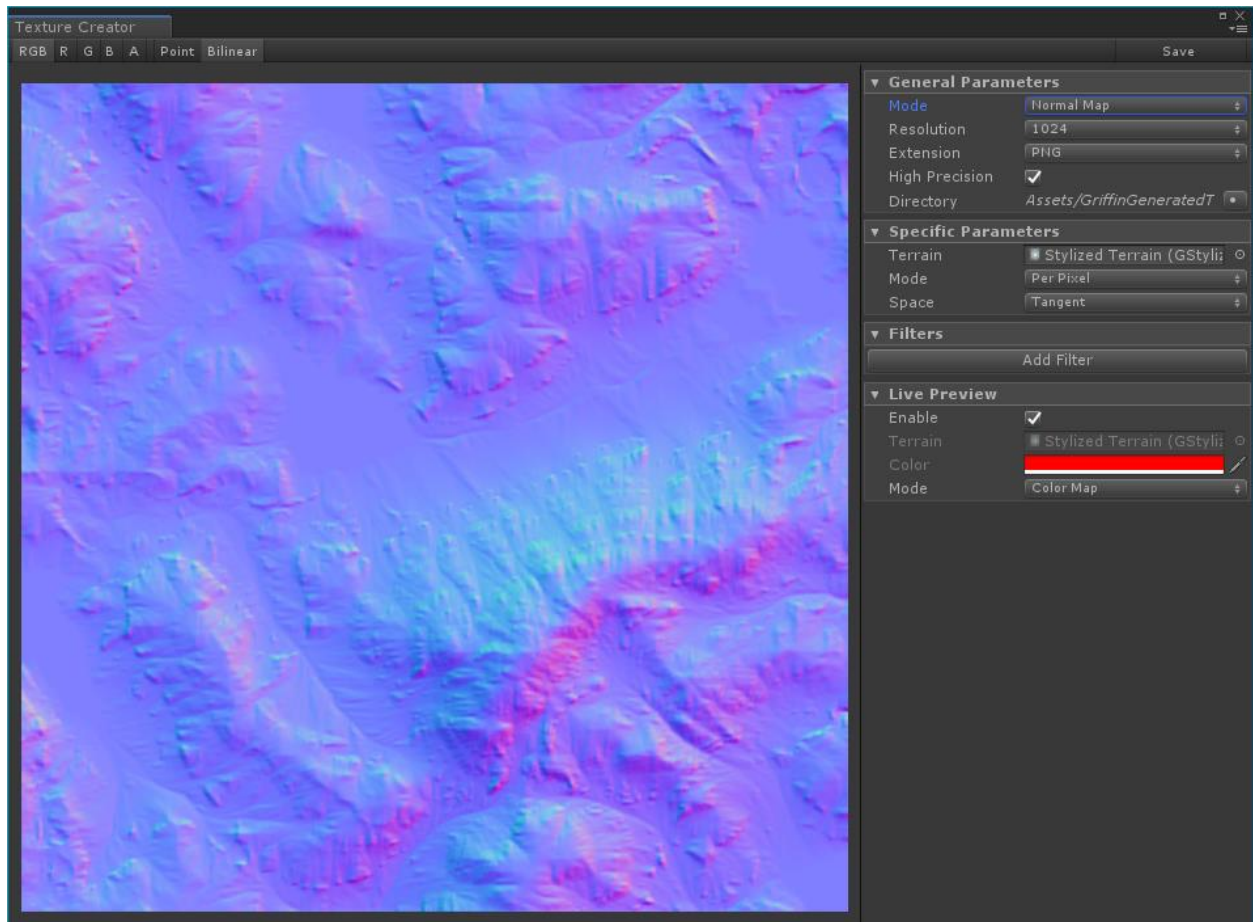 Texture Creator
RGB R G B A Point Bilinear Save
General Parameters
Mode Normal Map
Resolution 1024
Extension PNG
High Precision
Directory Assets/GriffinGeneratedT
Specific Parameters
Terrain Stylized Terrain (GStyliz
Mode Per Pixel
Space Tangent
Filters
Add Filter
Live Preview
Enable
Terrain Stylized Terrain (GStyliz
Color
Mode Color Map